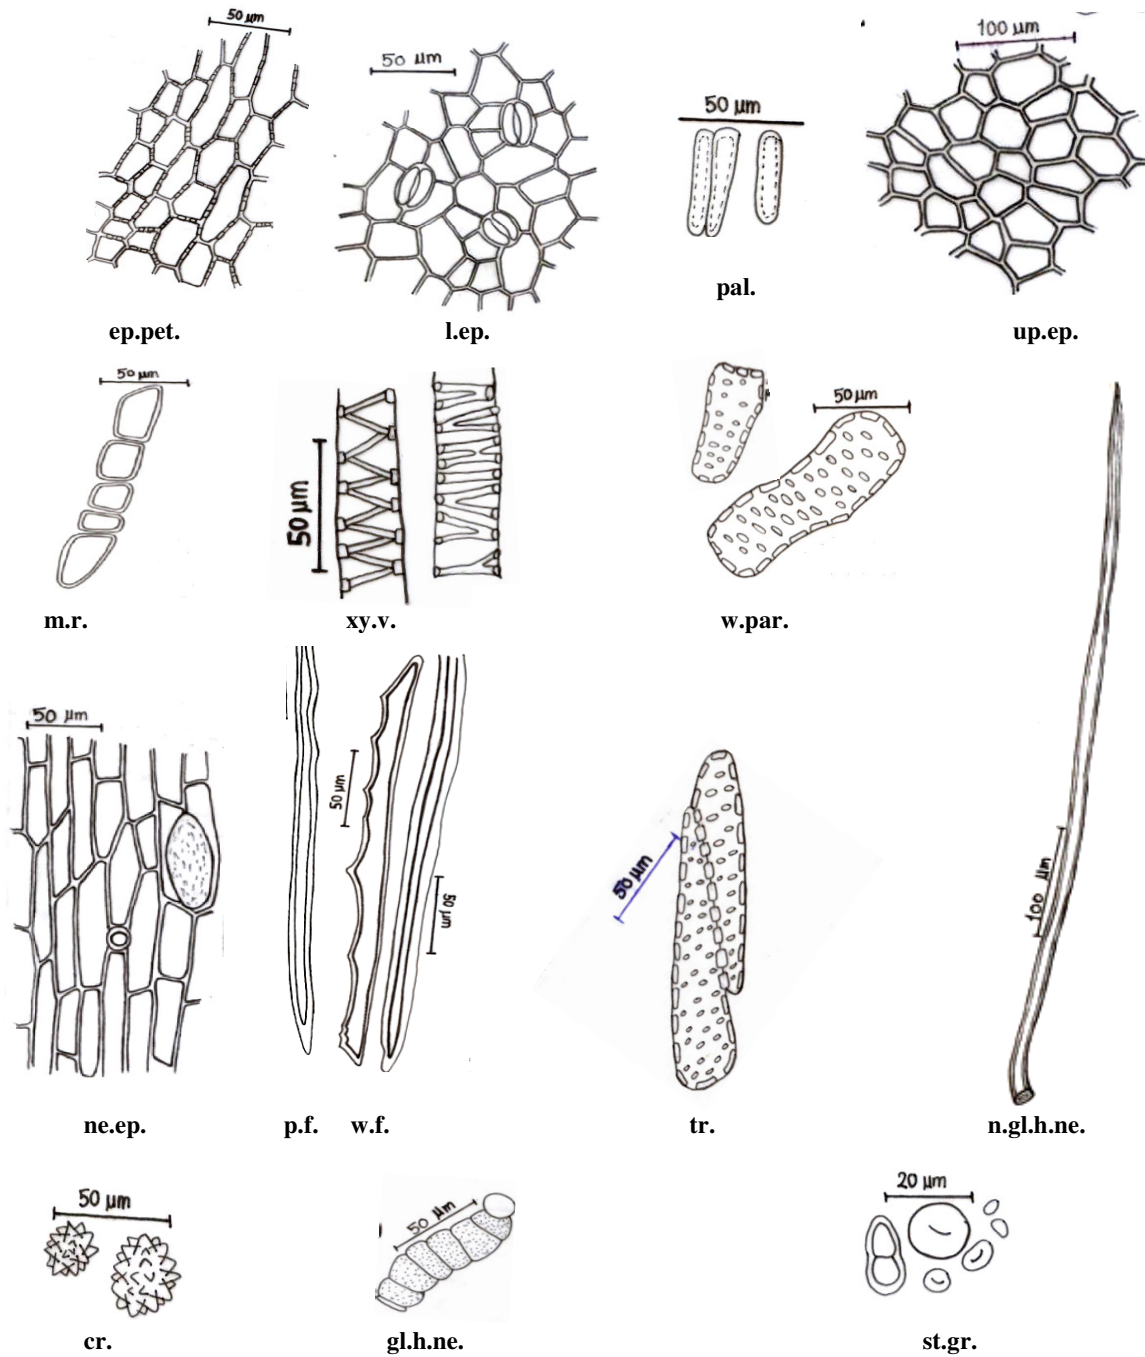 50 µm
50 µm
50 µm
100 µm
ep.pet.
l.ep.
pal.
up.ep.
50 µm
50 µm
50 µm
m.r.
xy.v.
w.par.
50 µm
50 µm
50 µm
50 µm
100 µm
ne.ep.
p.f.
w.f.
tr.
n.gl.h.ne.
50 µm
50 µm
20 µm
cr.
gl.h.ne.
st.gr.